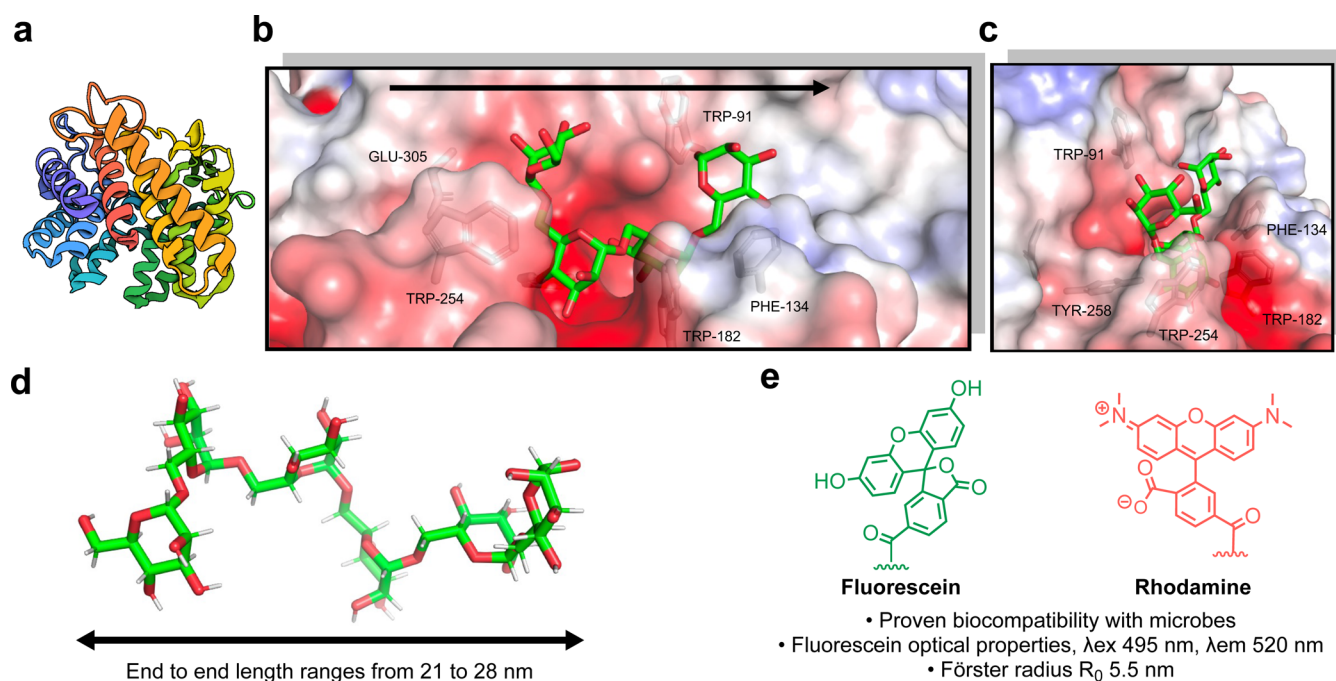 a
b
c
GLU-305
TRP-91
TRP-254
PHE-134
TRP-182
TRP-91
PHE-134
TYR-258
TRP-254
TRP-182
d
End to end length ranges from 21 to 28 nm
e
OH
O
HO
O
O
O
Fluorescein
⊕
N
O
N
O
O
⊖
O
Rhodamine
• Proven biocompatibility with microbes
• Fluorescein optical properties, λex 495 nm, λem 520 nm
• Förster radius R₀ 5.5 nm